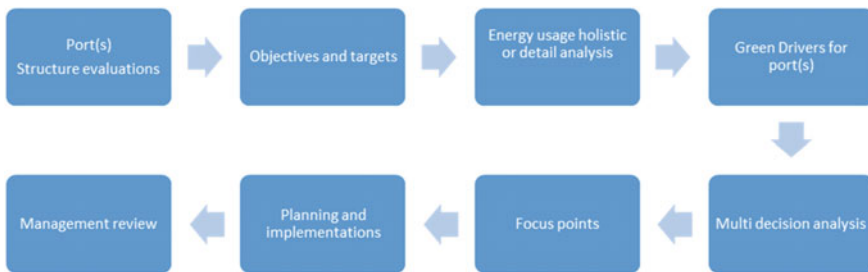 Port(s)
Structure evaluations
Objectives and targets
Energy usage holistic
or detail analysis
Green Drivers for
port(s)
Multi decision analysis
Focus points
Planning and
implementations
Management review